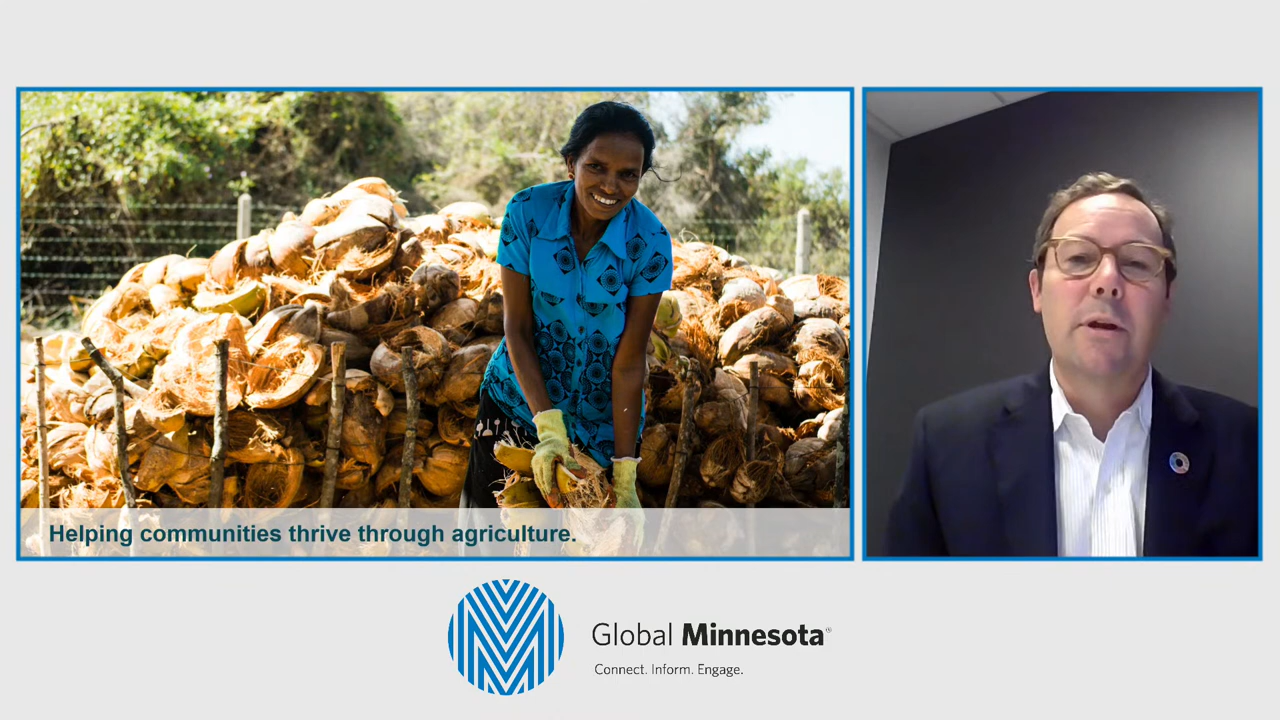 Helping communities thrive through agriculture.
Global Minnesota®
Connect. Inform. Engage.